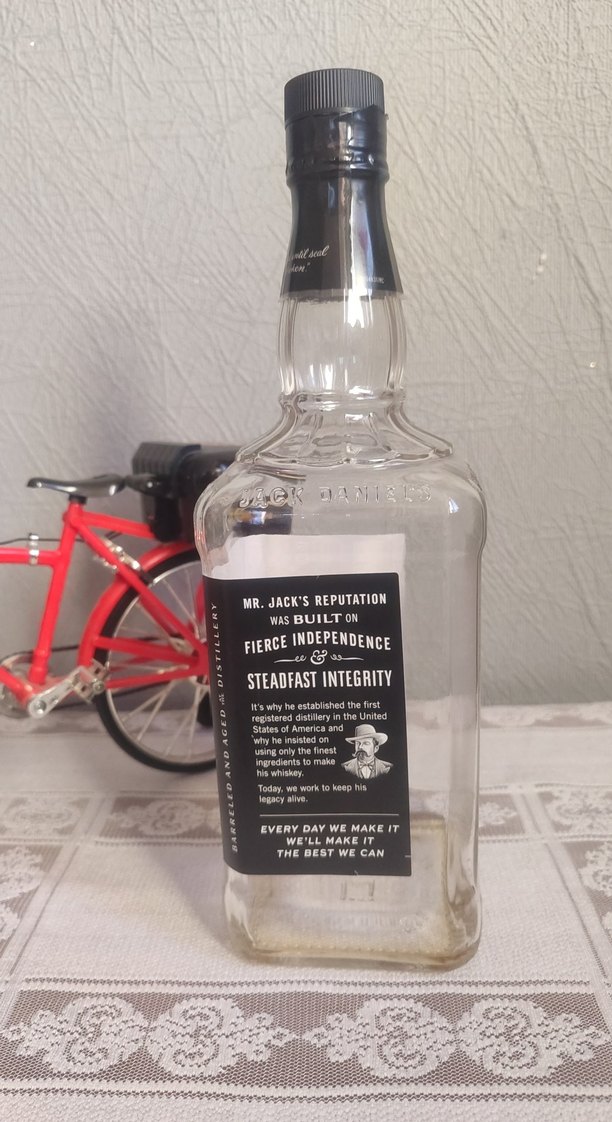 until seal
JACK DANIEL'S
MR. JACK'S REPUTATION
WAS BUILT ON
FIERCE INDEPENDENCE
&
STEADFAST INTEGRITY
It's why he established the first
registered distillery in the United
States of America and
why he insisted on
using only the finest
ingredients to make
his whiskey.
Today, we work to keep his
legacy alive.
EVERY DAY WE MAKE IT
WE'LL MAKE IT
THE BEST WE CAN
BARRELED AND AGED AT THE DISTILLERY